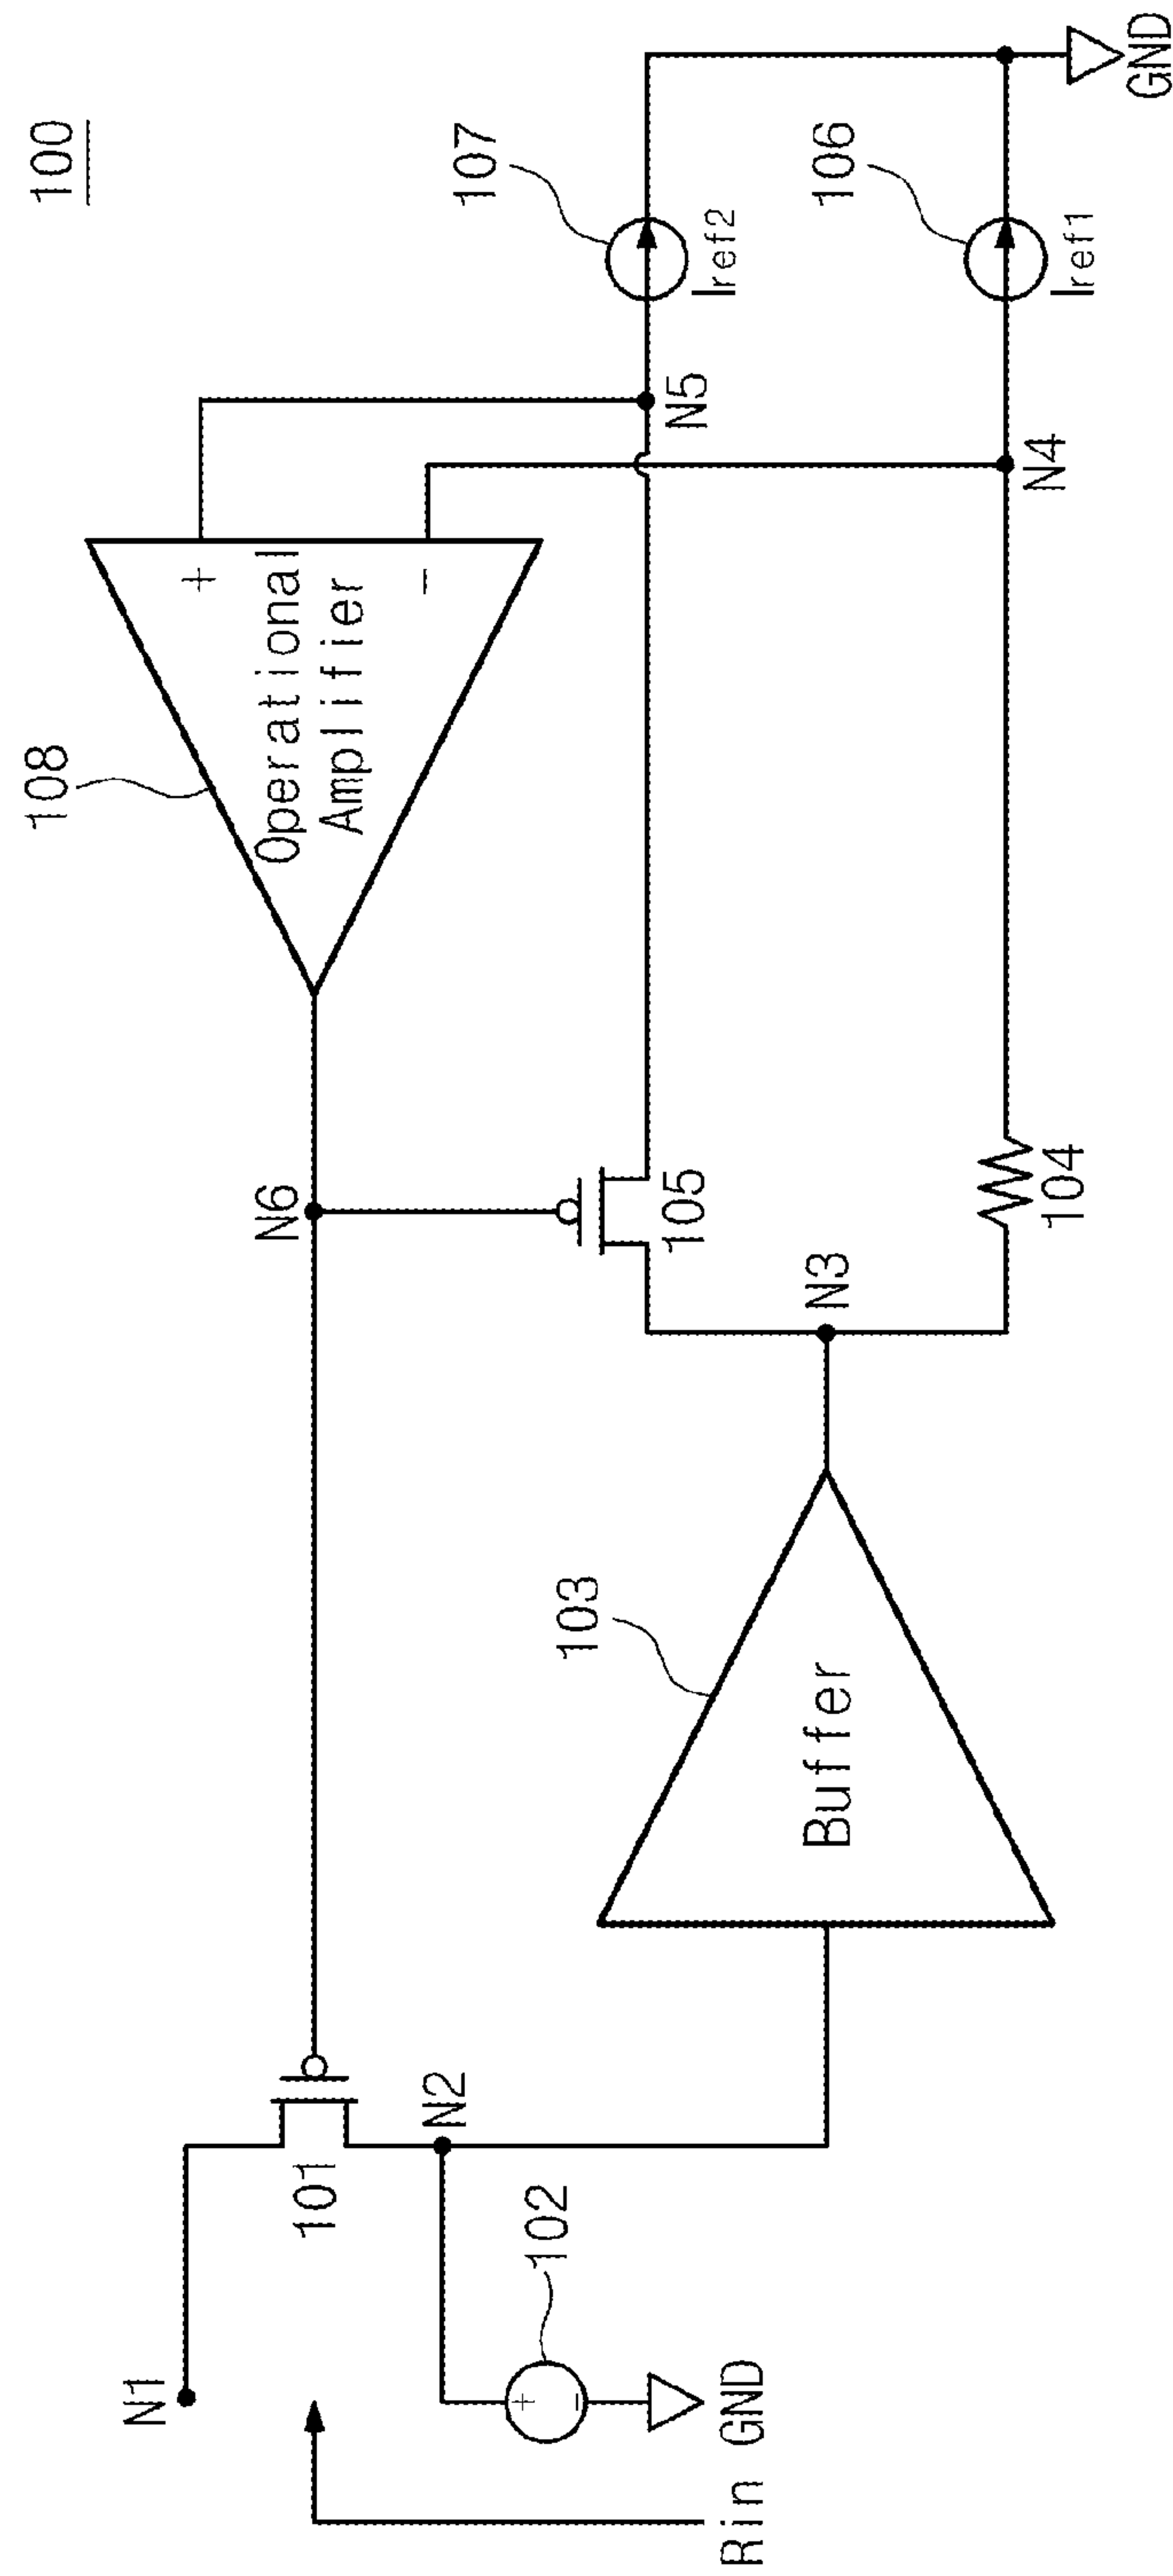 100
108
Operational
Amplifier
+
-
107
Iref2
106
Iref1
GND
N5
N4
N6
105
104
N3
103
Buffer
N1
101
N2
102
+
-
GND
Rin